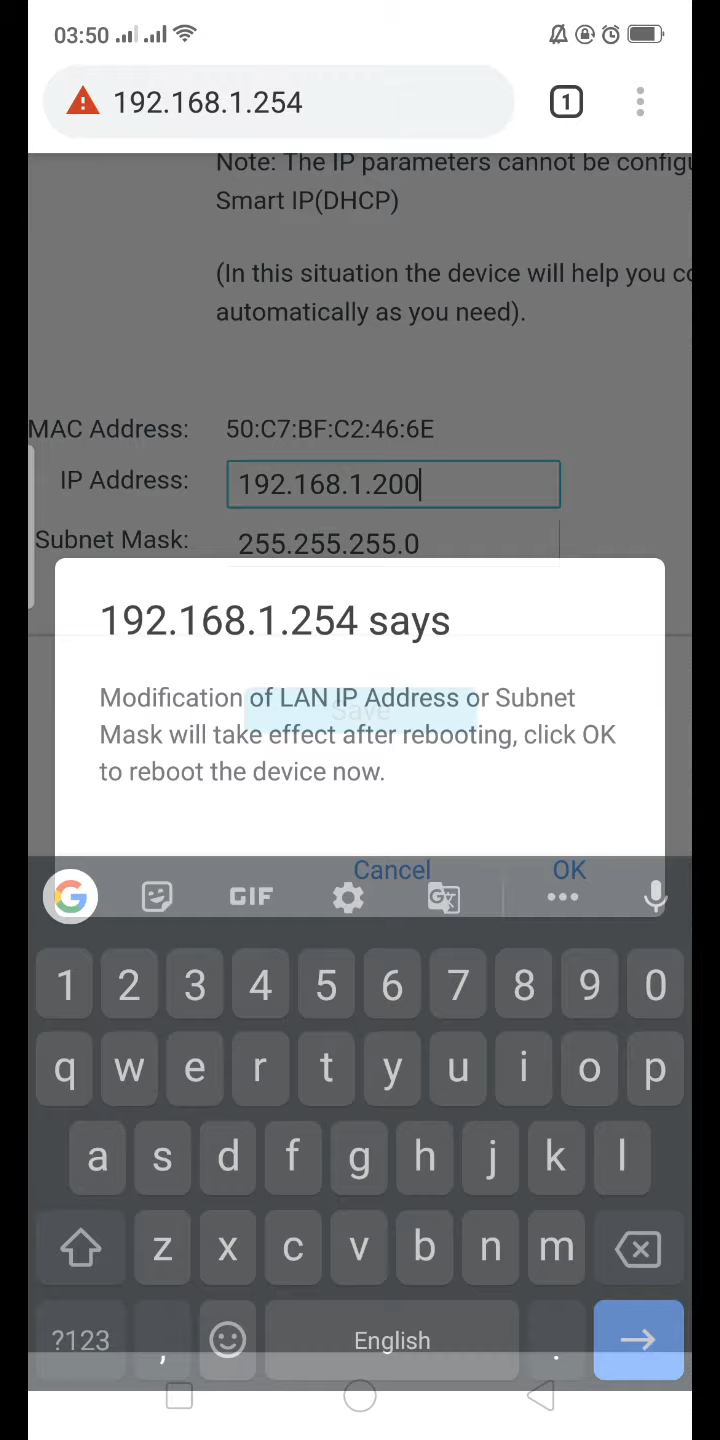 03:50
192.168.1.254
1
Note: The IP parameters cannot be configu
Smart IP(DHCP)
(In this situation the device will help you co
automatically as you need).
MAC Address: 50:C7:BF:C2:46:6E
IP Address: 192.168.1.200
Subnet Mask: 255.255.255.0
192.168.1.254 says
Modification of LAN IP Address or Subnet
Save
Mask will take effect after rebooting, click OK
to reboot the device now.
Cancel OK
G GIF G
1 2 3 4 5 6 7 8 9 0
q w e r t y u i o p
a s d f g h j k l
z x c v b n m
?123 , English .